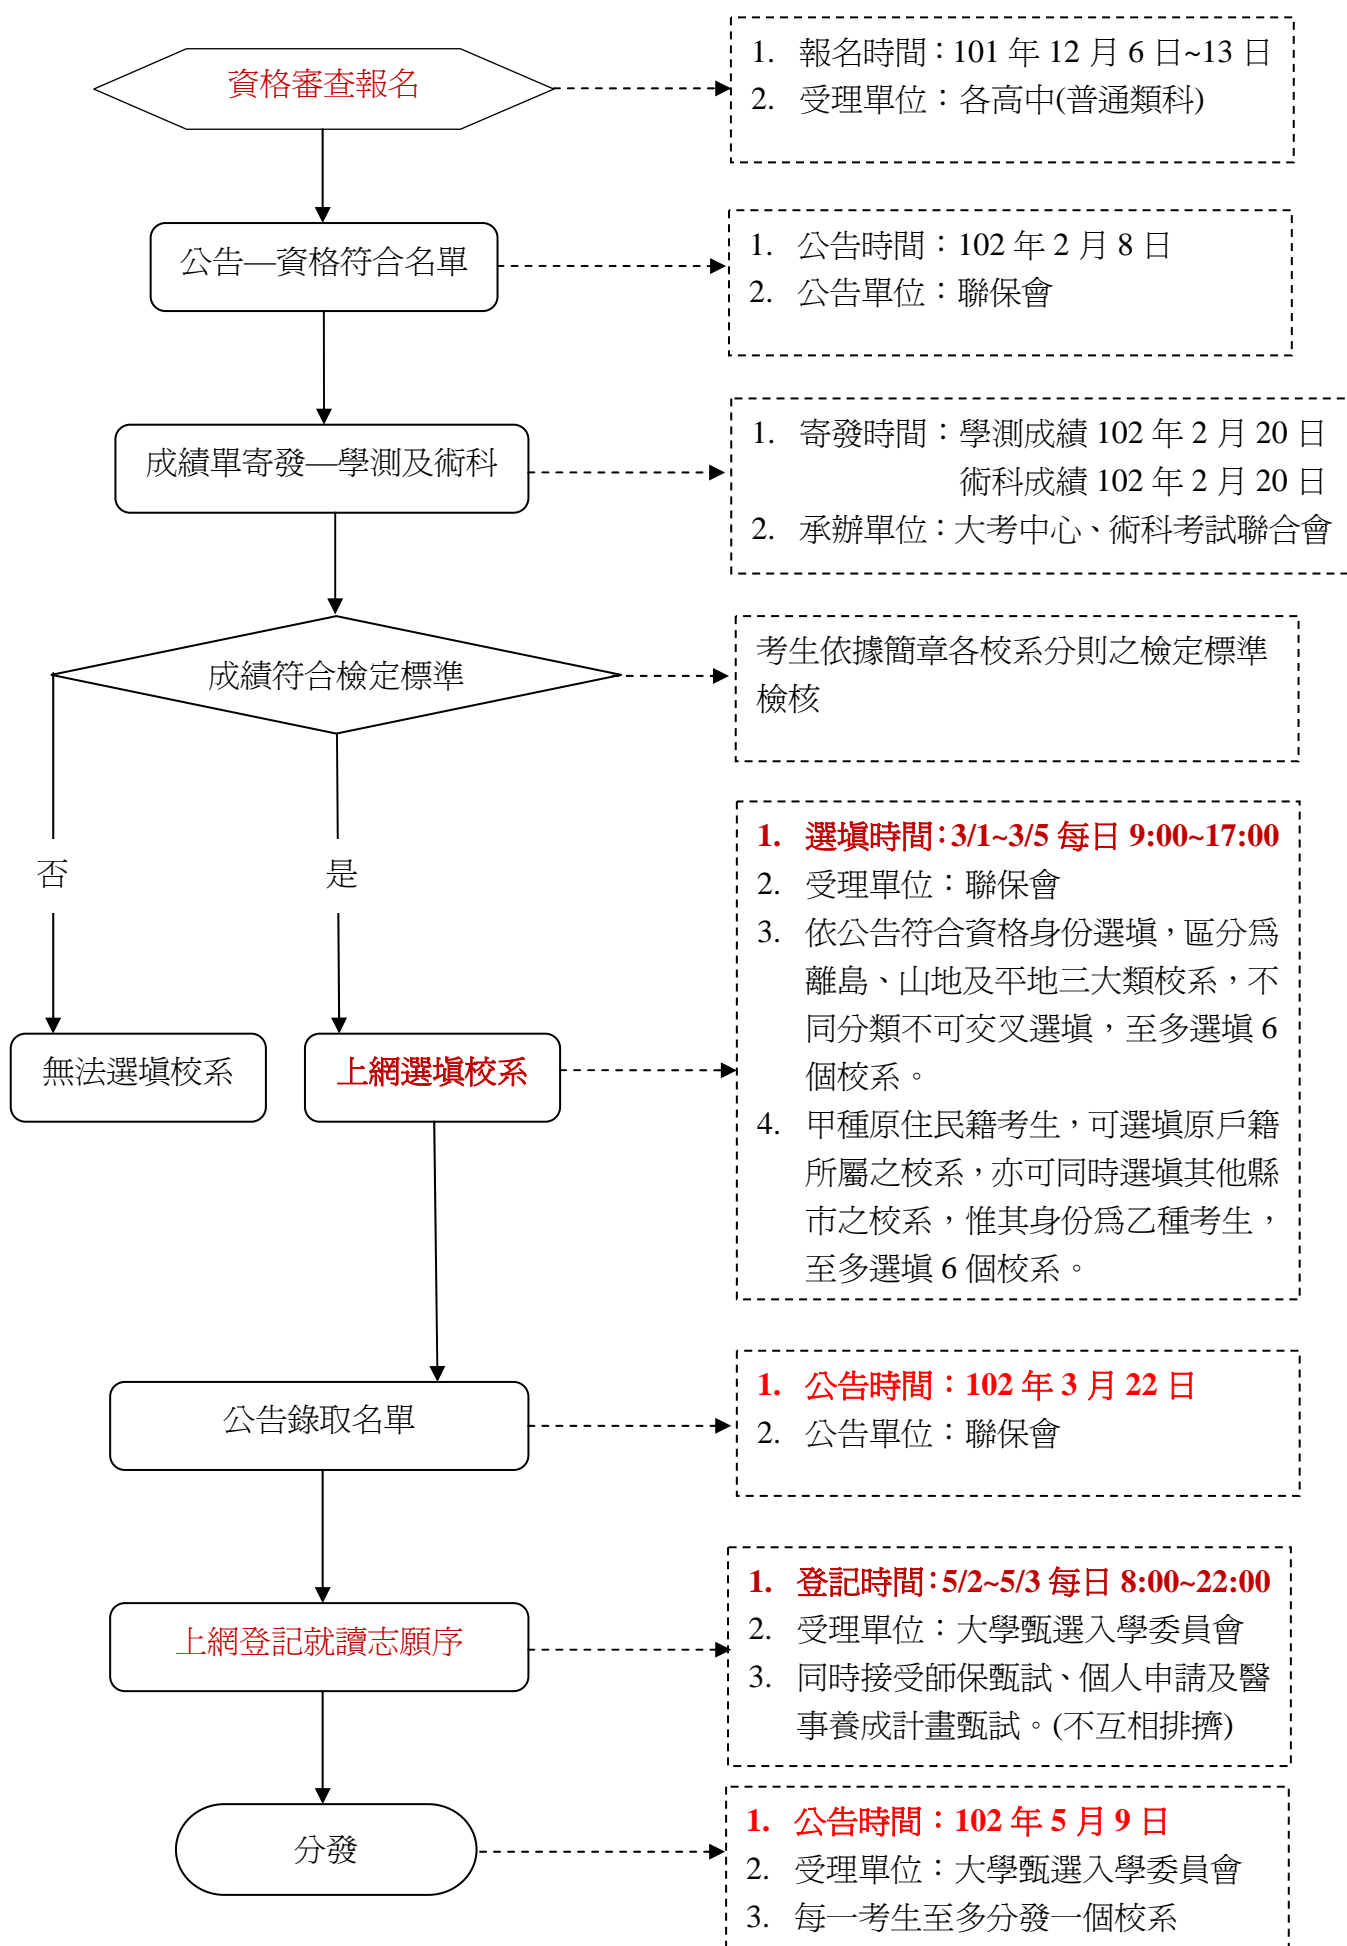 資格審查報名
1. 報名時間：101 年 12 月 6 日~13 日
2. 受理單位：各高中(普通類科)
公告—資格符合名單
1. 公告時間：102 年 2 月 8 日
2. 公告單位：聯保會
成績單寄發—學測及術科
1. 寄發時間：學測成績 102 年 2 月 20 日
術科成績 102 年 2 月 20 日
2. 承辦單位：大考中心、術科考試聯合會
成績符合檢定標準
考生依據簡章各校系分則之檢定標準
檢核
否
是
無法選填校系
上網選填校系
1. 選填時間：3/1~3/5 每日 9:00~17:00
2. 受理單位：聯保會
3. 依公告符合資格身份選填，區分為
離島、山地及平地三大類校系，不
同分類不可交叉選填，至多選填 6
個校系。
4. 甲種原住民籍考生，可選填原戶籍
所屬之校系，亦可同時選填其他縣
市之校系，惟其身份為乙種考生，
至多選填 6 個校系。
公告錄取名單
1. 公告時間：102 年 3 月 22 日
2. 公告單位：聯保會
上網登記就讀志願序
1. 登記時間：5/2~5/3 每日 8:00~22:00
2. 受理單位：大學甄選入學委員會
3. 同時接受師保甄試、個人申請及醫
事養成計畫甄試。(不互相排擠)
分發
1. 公告時間：102 年 5 月 9 日
2. 受理單位：大學甄選入學委員會
3. 每一考生至多分發一個校系